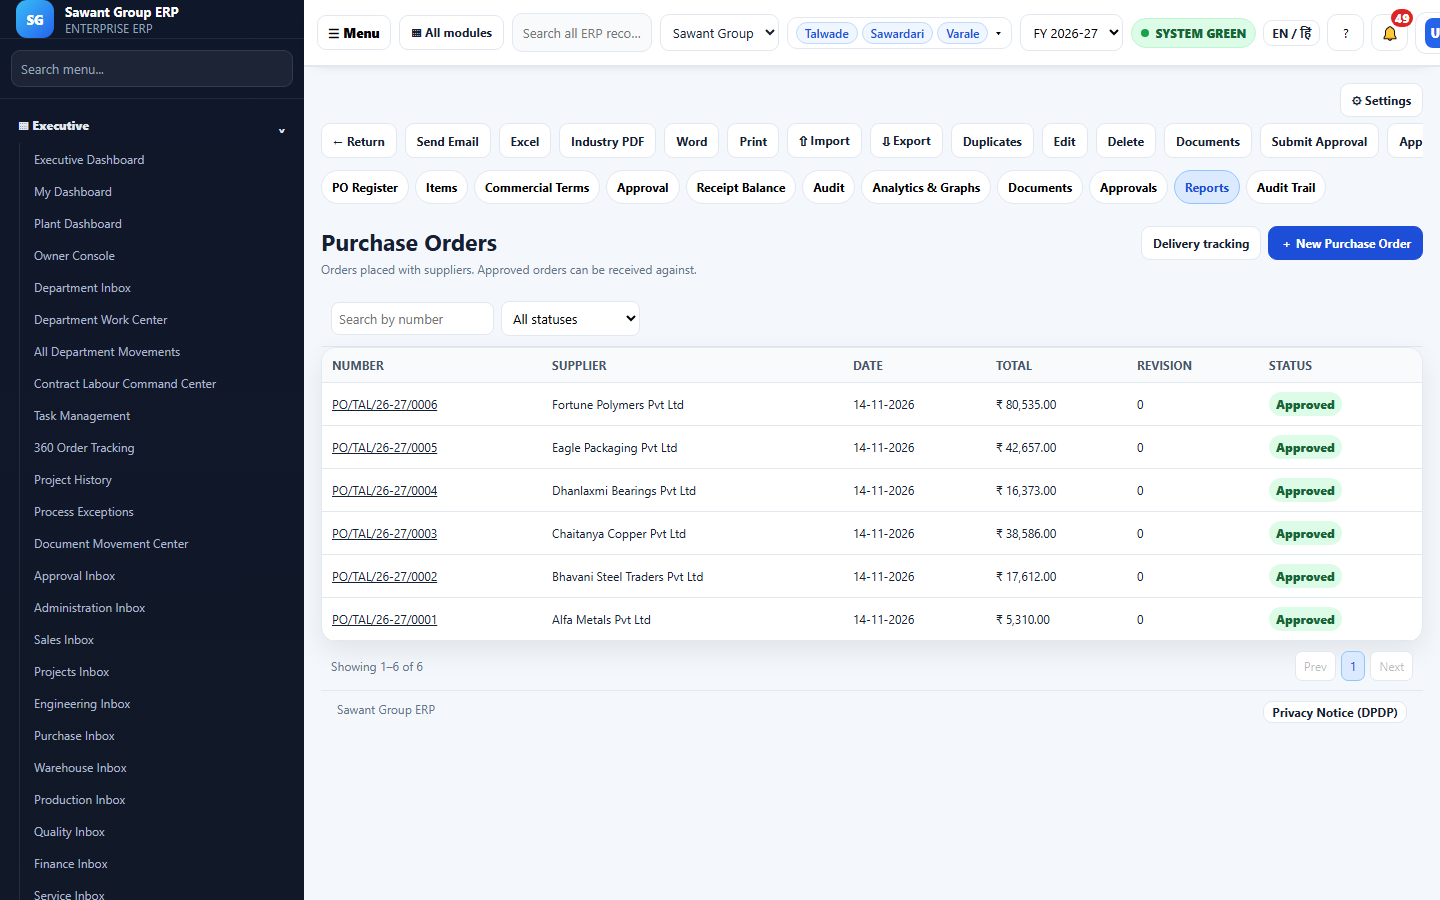 SG
Sawant Group ERP
ENTERPRISE ERP
Search menu...
Executive
Executive Dashboard
My Dashboard
Plant Dashboard
Owner Console
Department Inbox
Department Work Center
All Department Movements
Contract Labour Command Center
Task Management
360 Order Tracking
Project History
Process Exceptions
Document Movement Center
Approval Inbox
Administration Inbox
Sales Inbox
Projects Inbox
Engineering Inbox
Purchase Inbox
Warehouse Inbox
Production Inbox
Quality Inbox
Finance Inbox
Service Inbox
☰ Menu
All modules
Search all ERP reco...
Sawant Group
Talwade
Sawardari
Varale
FY 2026-27
SYSTEM GREEN
EN / हिं
?
49
U
⚙ Settings
← Return
Send Email
Excel
Industry PDF
Word
Print
⇧ Import
⇩ Export
Duplicates
Edit
Delete
Documents
Submit Approval
App
PO Register
Items
Commercial Terms
Approval
Receipt Balance
Audit
Analytics & Graphs
Documents
Approvals
Reports
Audit Trail
Purchase Orders
Orders placed with suppliers. Approved orders can be received against.
Delivery tracking
+ New Purchase Order
Search by number
All statuses
NUMBER SUPPLIER DATE TOTAL REVISION STATUS
PO/TAL/26-27/0006 Fortune Polymers Pvt Ltd 14-11-2026 ₹ 80,535.00 0 Approved
PO/TAL/26-27/0005 Eagle Packaging Pvt Ltd 14-11-2026 ₹ 42,657.00 0 Approved
PO/TAL/26-27/0004 Dhanlaxmi Bearings Pvt Ltd 14-11-2026 ₹ 16,373.00 0 Approved
PO/TAL/26-27/0003 Chaitanya Copper Pvt Ltd 14-11-2026 ₹ 38,586.00 0 Approved
PO/TAL/26-27/0002 Bhavani Steel Traders Pvt Ltd 14-11-2026 ₹ 17,612.00 0 Approved
PO/TAL/26-27/0001 Alfa Metals Pvt Ltd 14-11-2026 ₹ 5,310.00 0 Approved
Showing 1–6 of 6
Prev
1
Next
Sawant Group ERP
Privacy Notice (DPDP)